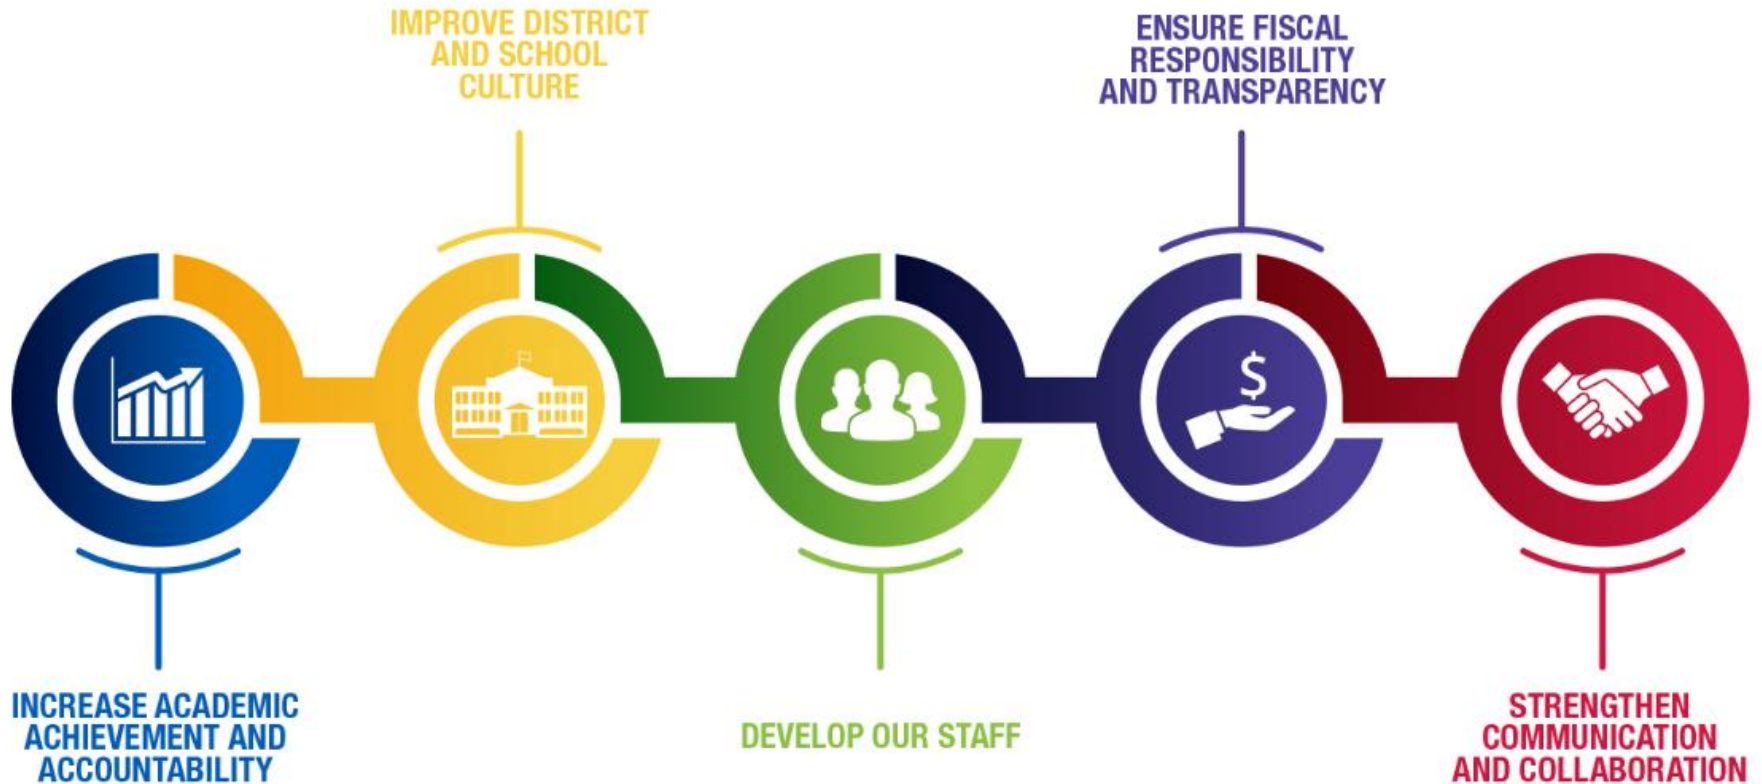 IMPROVE DISTRICT
AND SCHOOL
CULTURE
ENSURE FISCAL
RESPONSIBILITY
AND TRANSPARENCY
$
INCREASE ACADEMIC
ACHIEVEMENT AND
ACCOUNTABILITY
DEVELOP OUR STAFF
STRENGTHEN
COMMUNICATION
AND COLLABORATION